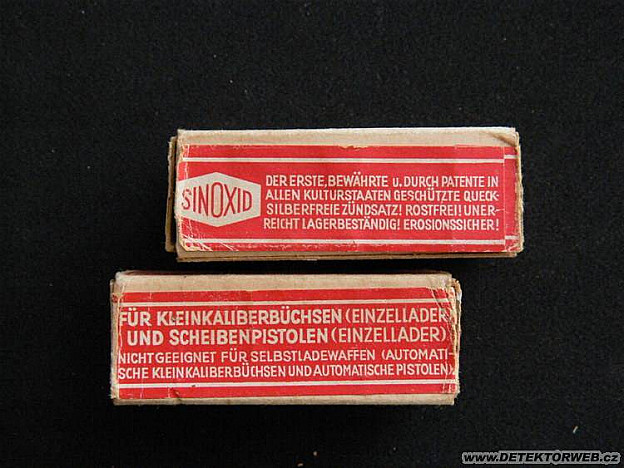 SINOXID
DER ERSTE, BEWÄHRTE U. DURCH PATENTE IN
ALLEN KULTURSTAATEN GESCHÜTZTE QUECK-
SILBERFREIE ZÜNDSATZ! ROSTFREI! UNER-
REICHT LAGERBESTÄNDIG! EROSIONSSICHER!
FÜR KLEINKALIBERBÜCHSEN (EINZELLADER)
UND SCHEIBENPISTOLEN (EINZELLADER)
NICHT GEEIGNET FÜR SELBSTLADEWAFFEN (AUTOMATI-
SCHE KLEINKALIBERBÜCHSEN UND AUTOMATISCHE PISTOLEN)
www.DETEKTORWEB.cz